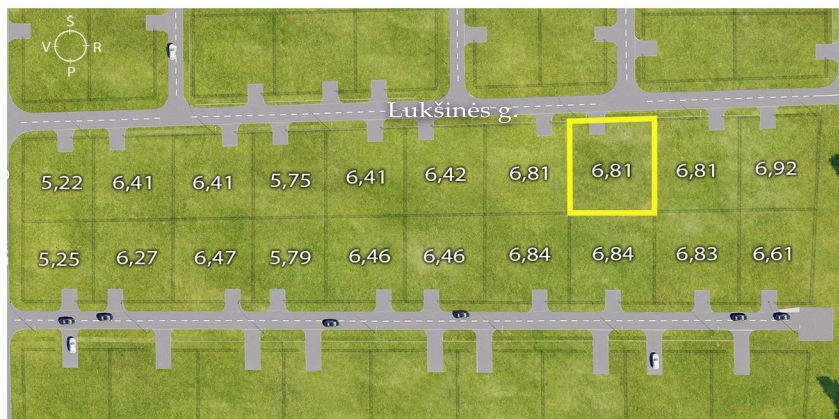 Š
V R
P
Lukšinės g.
5,22 6,41 6,41 5,75 6,41 6,42 6,81 6,81 6,81 6,92
5,25 6,27 6,47 5,79 6,46 6,46 6,84 6,84 6,83 6,61